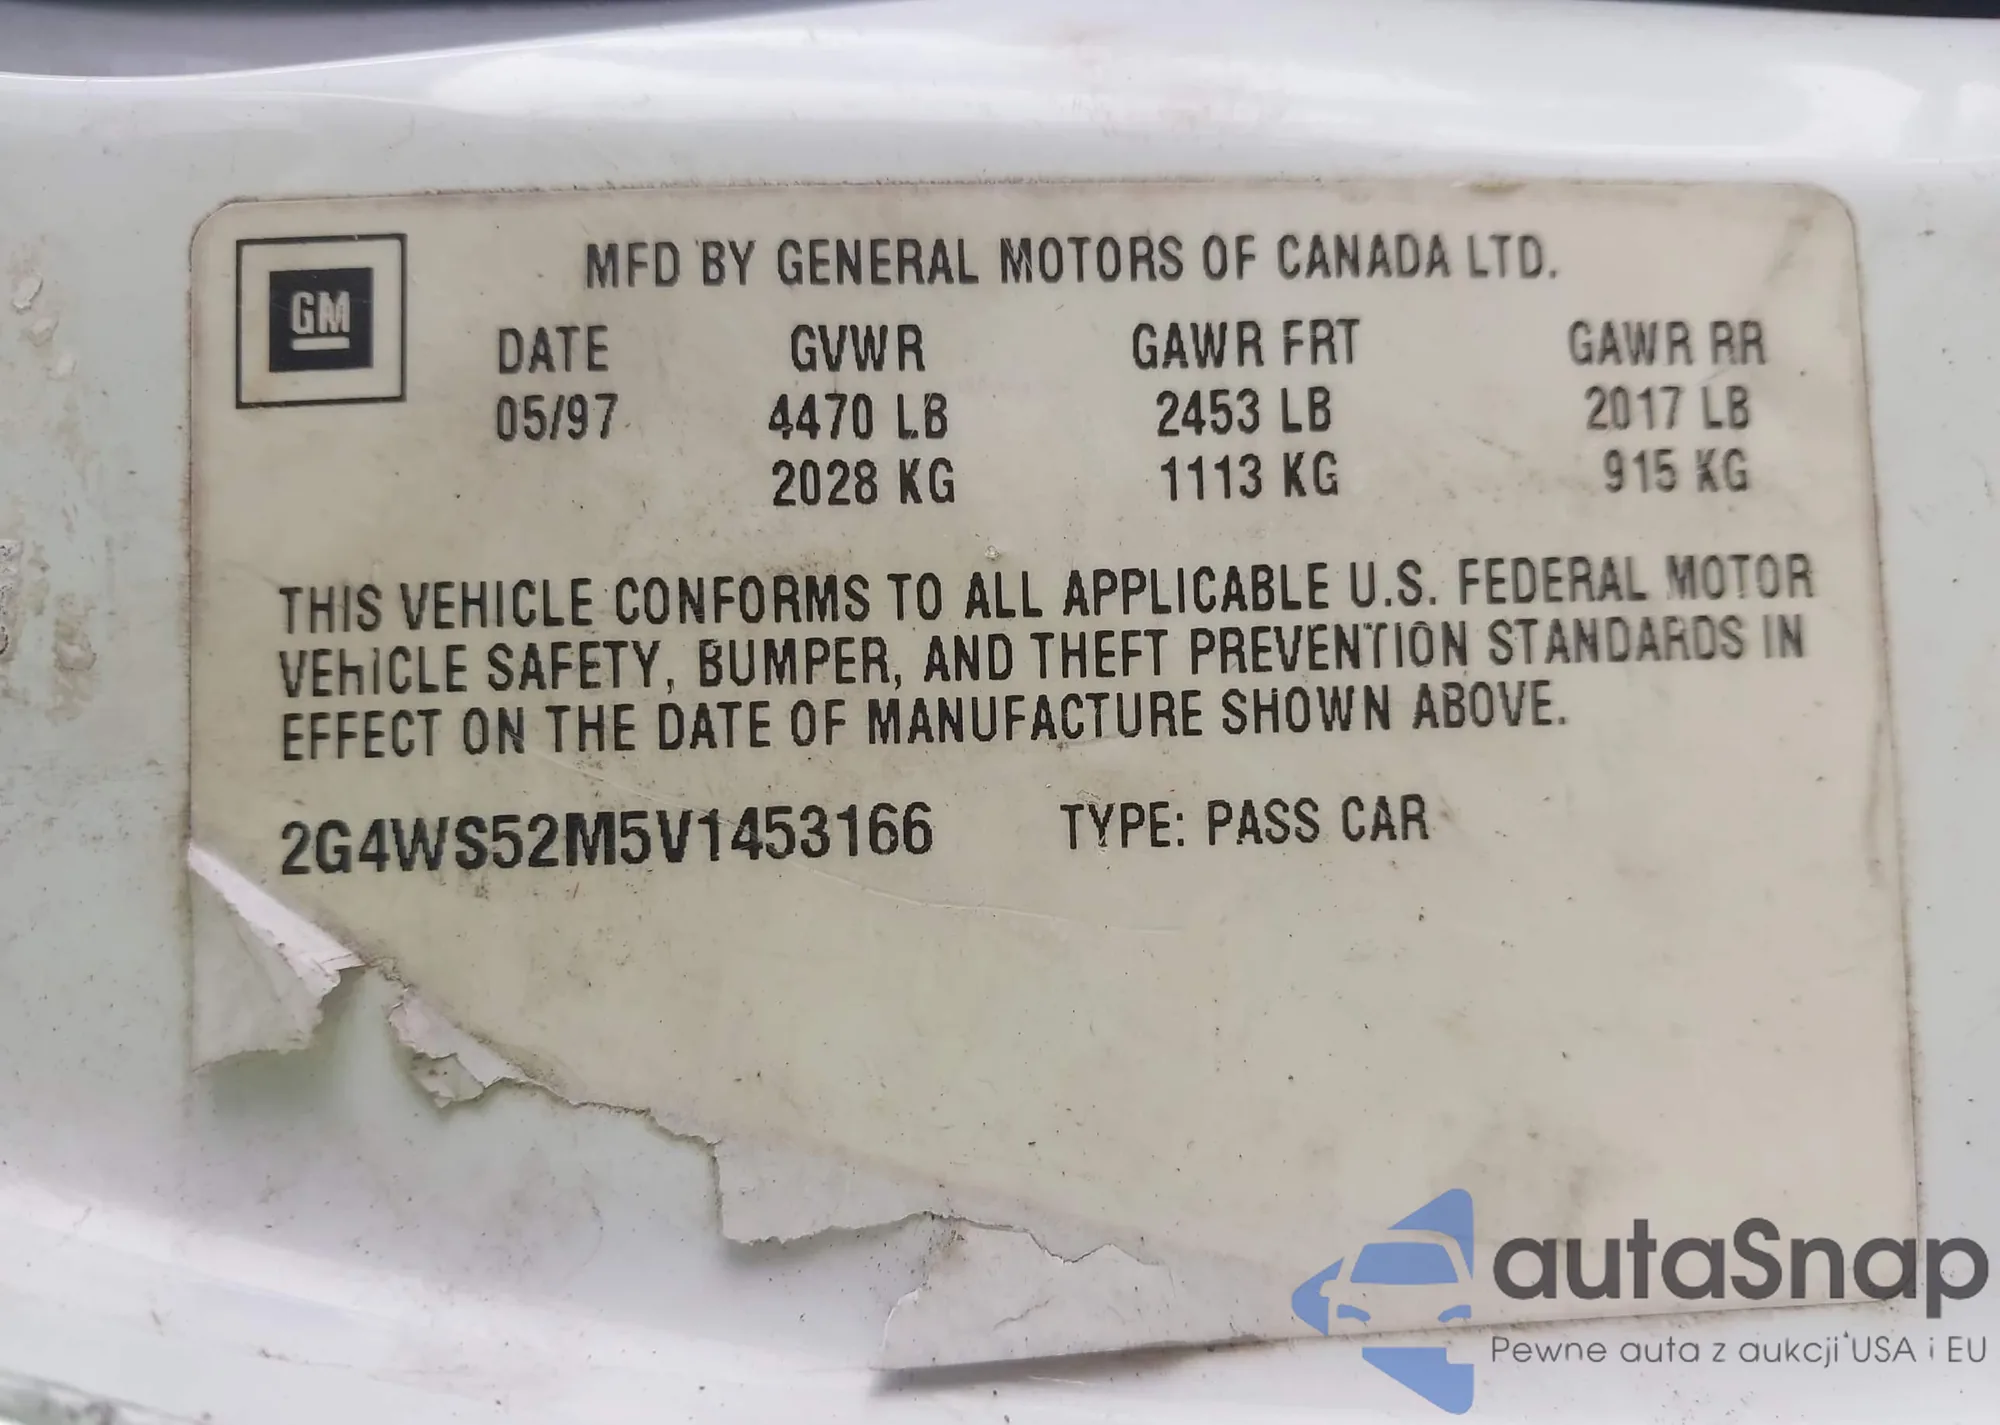 GM
MFD BY GENERAL MOTORS OF CANADA LTD.
DATE GVWR GAWR FRT GAWR RR
05/97 4470 LB 2453 LB 2017 LB
2028 KG 1113 KG 915 KG
THIS VEHICLE CONFORMS TO ALL APPLICABLE U.S. FEDERAL MOTOR
VEHICLE SAFETY, BUMPER, AND THEFT PREVENTION STANDARDS IN
EFFECT ON THE DATE OF MANUFACTURE SHOWN ABOVE.
2G4WS52M5V1453166 TYPE: PASS CAR
autaSnap
Pewne auta z aukcji USA i EU